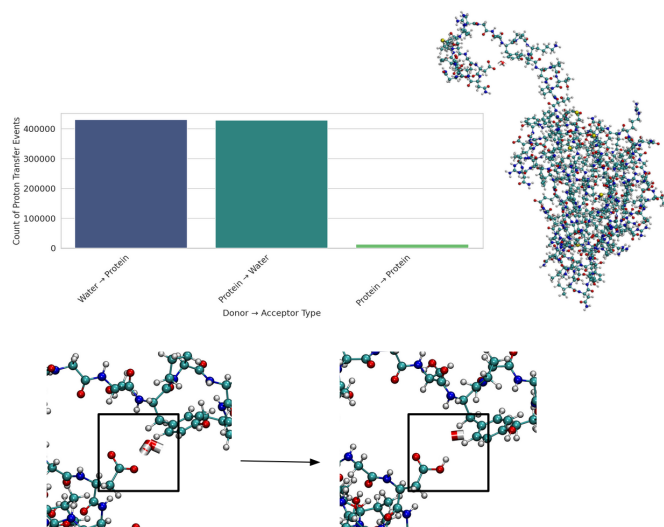 Count of Proton Transfer Events
400000
300000
200000
100000
0
Water → Protein
Protein → Water
Protein → Protein
Donor → Acceptor Type